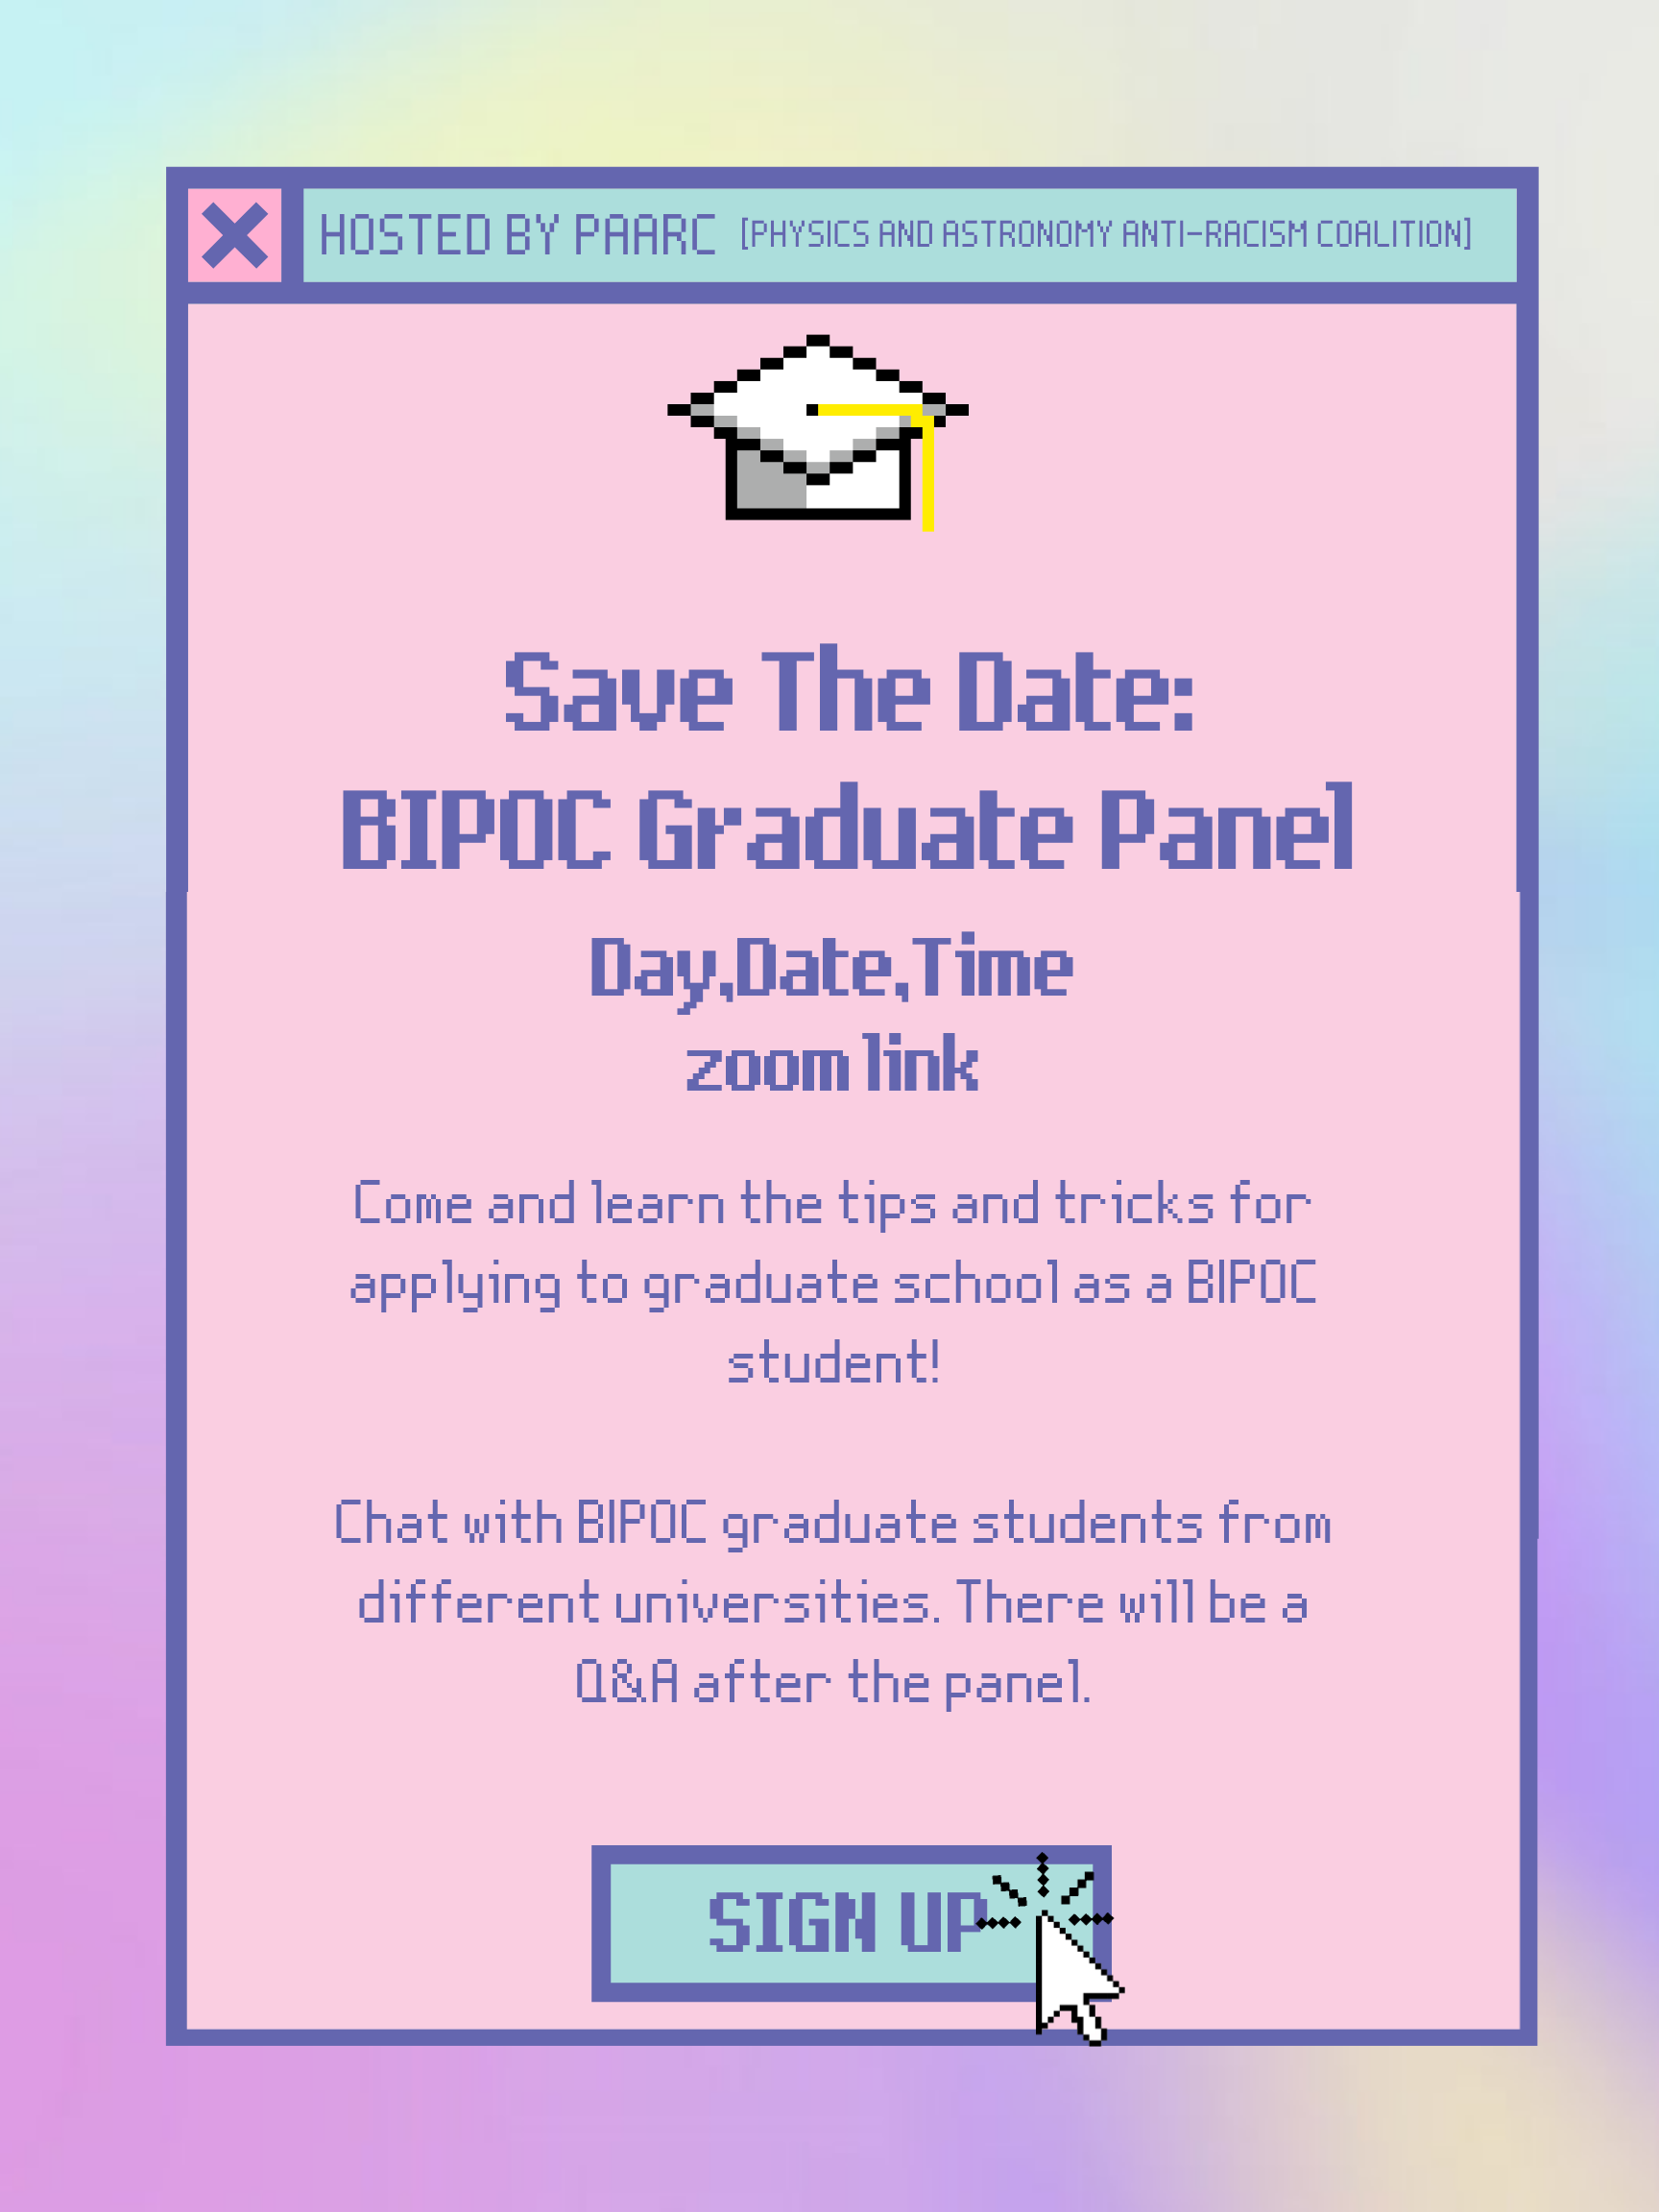 HOSTED BY PAARC [PHYSICS AND ASTRONOMY ANTI-RACISM COALITION]
Save The Date:
BIPOC Graduate Panel
Day,Date,Time
zoom link
Come and learn the tips and tricks for
applying to graduate school as a BIPOC
student!
Chat with BIPOC graduate students from
different universities. There will be a
Q&A after the panel.
SIGN UP